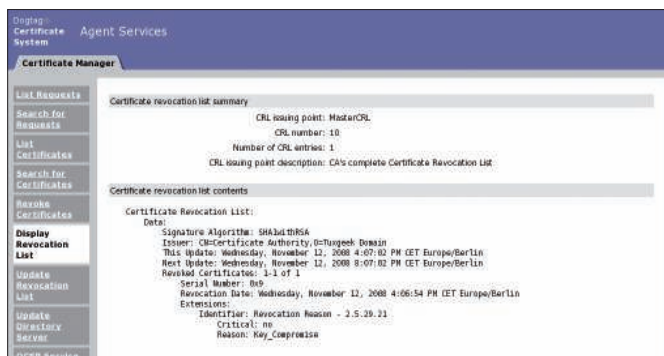 Dogtag®
Certificate System
Agent Services
Certificate Manager
List Requests
Search for Requests
List Certificates
Search for Certificates
Revoke Certificates
Display Revocation List
Update Revocation List
Update Directory Server
Certificate revocation list summary
CRL issuing point: MasterCRL
CRL number: 10
Number of CRL entries: 1
CRL issuing point description: CA's complete Certificate Revocation List
Certificate revocation list contents
Certificate Revocation List:
Data:
Signature Algorithm: SHA1withRSA
Issuer: CN=Certificate Authority,O=Tuxgeek Domain
This Update: Wednesday, November 12, 2008 4:07:02 PM CET Europe/Berlin
Next Update: Wednesday, November 12, 2008 8:07:02 PM CET Europe/Berlin
Revoked Certificates: 1-1 of 1
Serial Number: 0x9
Revocation Date: Wednesday, November 12, 2008 4:06:54 PM CET Europe/Berlin
Extensions:
Identifier: Revocation Reason - 2.5.29.21
Critical: no
Reason: Key_Compromise